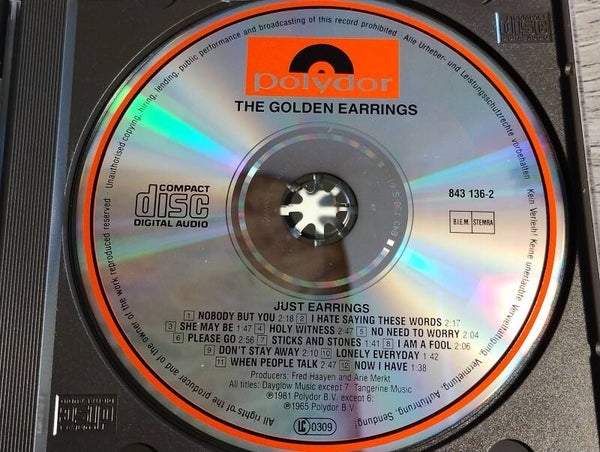 Unauthorised copying, hiring, lending, public performance and broadcasting of this record prohibited · Alle Urheber- und Leistungsschutzrechte vorbehalten · Kein Verleih! Keine unerlaubte Vervielfältigung, Vermietung, Aufführung, Sendung!
All rights of the producer and of the owner of the work reproduced reserved ·
polydor
THE GOLDEN EARRINGS
COMPACT
disc
DIGITAL AUDIO
843 136-2
B.I.E.M. STEMRA
JUST EARRINGS
1 NOBODY BUT YOU 2:18 2 I HATE SAYING THESE WORDS 2:17
3 SHE MAY BE 1:47 4 HOLY WITNESS 2:47 5 NO NEED TO WORRY 2:04
6 PLEASE GO 2:56 7 STICKS AND STONES 1:41 8 I AM A FOOL 2:06
9 DON'T STAY AWAY 2:10 10 LONELY EVERYDAY 1:42
11 WHEN PEOPLE TALK 2:47 12 NOW I HAVE 1:38
Producers: Fred Haayen and Arie Merkt
All titles: Dayglow Music except 7: Tangerine Music
℗1981 Polydor B.V. except 6:
℗1965 Polydor B.V.
LC 0309
disc
disc